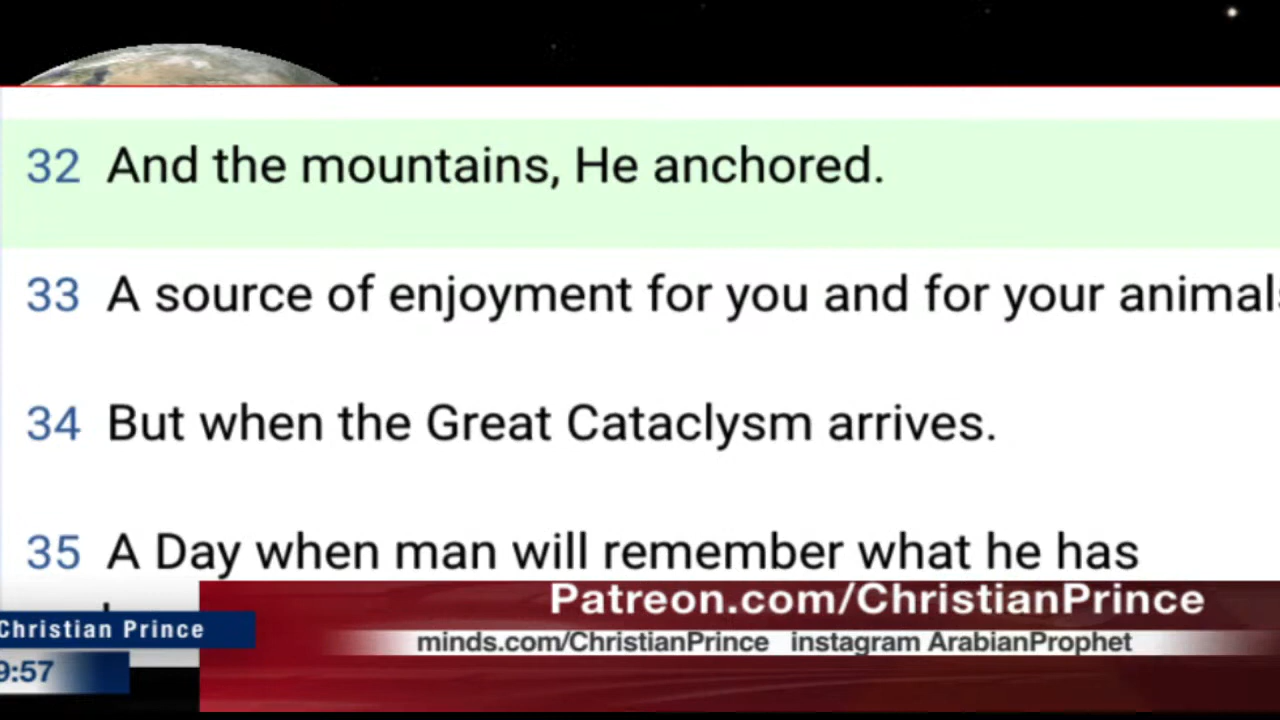 32 And the mountains, He anchored.
33 A source of enjoyment for you and for your animals
34 But when the Great Cataclysm arrives.
35 A Day when man will remember what he has
Patreon.com/ChristianPrince
Christian Prince
minds.com/ChristianPrince instagram ArabianProphet
9:57